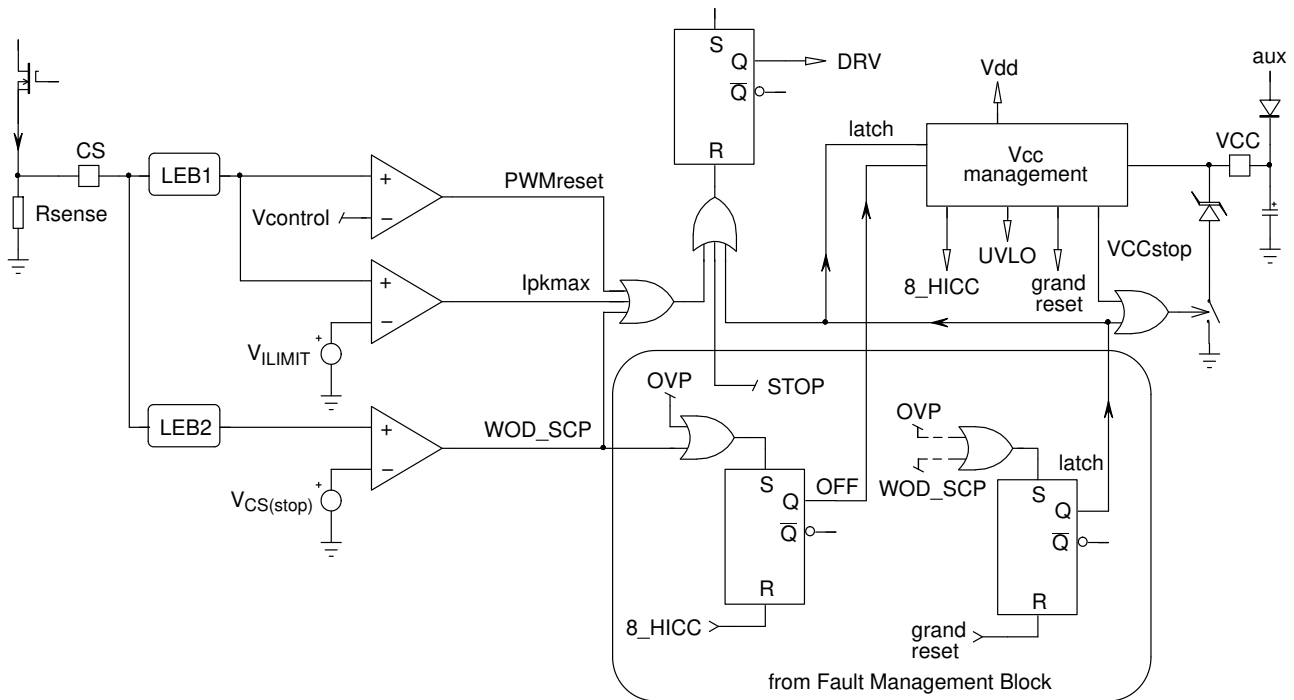 S
Q
DRV
Q
R
aux
Vdd
latch
VCC
Vcc
management
CS
LEB1
PWMreset
Rsense
Vcontrol
+
−
+
UVLO
VCCstop
8_HICC
grand
reset
Ipkmax
+
−
+
VILIMIT
OVP
STOP
LEB2
WOD_SCP
OVP
+
−
+
VCS(stop)
WOD_SCP
latch
S
OFF
Q
Q
R
S
Q
Q
R
8_HICC
grand
reset
from Fault Management Block